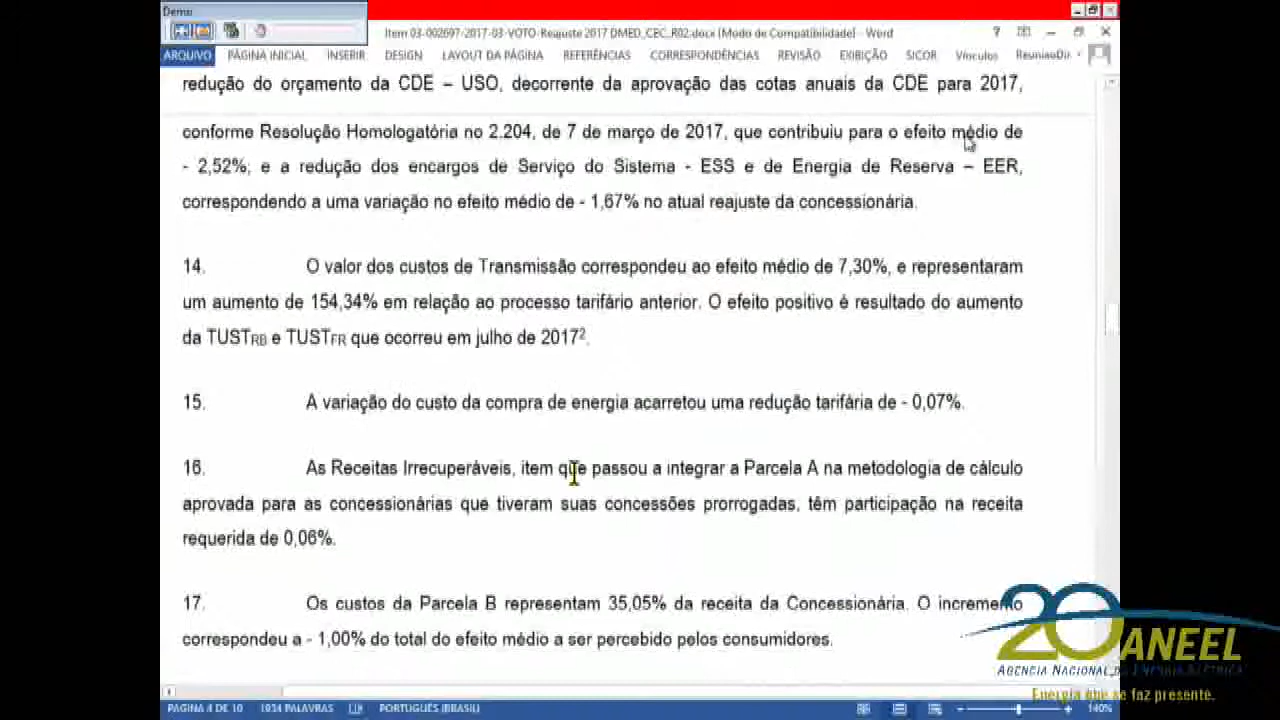 Demo
Item 03-002697-2017-03-VOTO-Reajuste 2017 DMED_CEC_R02.docx [Modo de Compatibilidade] - Word
ARQUIVO PÁGINA INICIAL INSERIR DESIGN LAYOUT DA PÁGINA REFERÊNCIAS CORRESPONDÊNCIAS REVISÃO EXIBIÇÃO SICOR Vínculos ReuniaoDir
redução do orçamento da CDE – USO, decorrente da aprovação das cotas anuais da CDE para 2017,
conforme Resolução Homologatória no 2.204, de 7 de março de 2017, que contribuiu para o efeito médio de
- 2,52%; e a redução dos encargos de Serviço do Sistema - ESS e de Energia de Reserva – EER,
correspondendo a uma variação no efeito médio de - 1,67% no atual reajuste da concessionária.
14. O valor dos custos de Transmissão correspondeu ao efeito médio de 7,30%, e representaram
um aumento de 154,34% em relação ao processo tarifário anterior. O efeito positivo é resultado do aumento
da TUSTRB e TUSTFR que ocorreu em julho de 2017².
15. A variação do custo da compra de energia acarretou uma redução tarifária de - 0,07%.
16. As Receitas Irrecuperáveis, item que passou a integrar a Parcela A na metodologia de cálculo
aprovada para as concessionárias que tiveram suas concessões prorrogadas, têm participação na receita
requerida de 0,06%.
17. Os custos da Parcela B representam 35,05% da receita da Concessionária. O incremento
correspondeu a - 1,00% do total do efeito médio a ser percebido pelos consumidores.
20 ANEEL
AGÊNCIA NACIONAL DE ENERGIA ELÉTRICA
Energia que se faz presente.
PÁGINA 4 DE 10 1934 PALAVRAS PORTUGUÊS (BRASIL) 140%